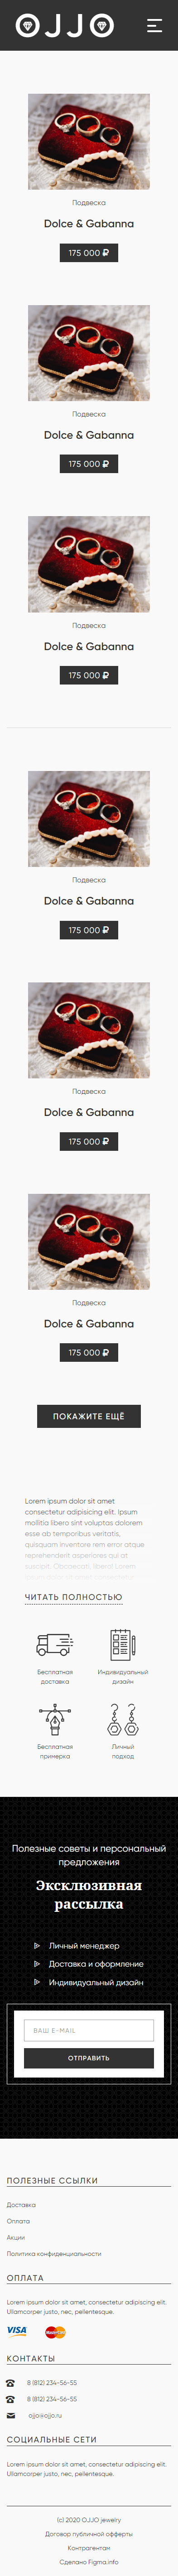 OJJO
Подвеска
Dolce & Gabanna
175 000 ₽
Подвеска
Dolce & Gabanna
175 000 ₽
Подвеска
Dolce & Gabanna
175 000 ₽
Подвеска
Dolce & Gabanna
175 000 ₽
Подвеска
Dolce & Gabanna
175 000 ₽
Подвеска
Dolce & Gabanna
175 000 ₽
ПОКАЖИТЕ ЕЩЁ
Lorem ipsum dolor sit amet
consectetur adipisicing elit. Ipsum
mollitia libero sint voluptas dolorem
esse ab temporibus veritatis,
quisquam inventore rem error atque
reprehenderit asperiores qui at
suscipit. Obcaecati, libero! Lorem
ЧИТАТЬ ПОЛНОСТЬЮ
Бесплатная
доставка
Индивидуальный
дизайн
Бесплатная
примерка
Личный
подход
Полезные советы и персональный
предложения
Эксклюзивная
рассылка
Личный менеджер
Доставка и оформление
Индивидуальный дизайн
ВАШ E-MAIL
ОТПРАВИТЬ
ПОЛЕЗНЫЕ ССЫЛКИ
Доставка
Оплата
Акции
Политика конфиденциальности
ОПЛАТА
Lorem ipsum dolor sit amet, consectetur adipiscing elit.
Ullamcorper justo, nec, pellentesque.
VISA MasterCard
КОНТАКТЫ
8 (812) 234-56-55
8 (812) 234-56-55
ojjo@ojjo.ru
СОЦИАЛЬНЫЕ СЕТИ
Lorem ipsum dolor sit amet, consectetur adipiscing elit.
Ullamcorper justo, nec, pellentesque.
(c) 2020 OJJO jewelry
Договор публичной офферты
Контрагентам
Сделано Figma.info